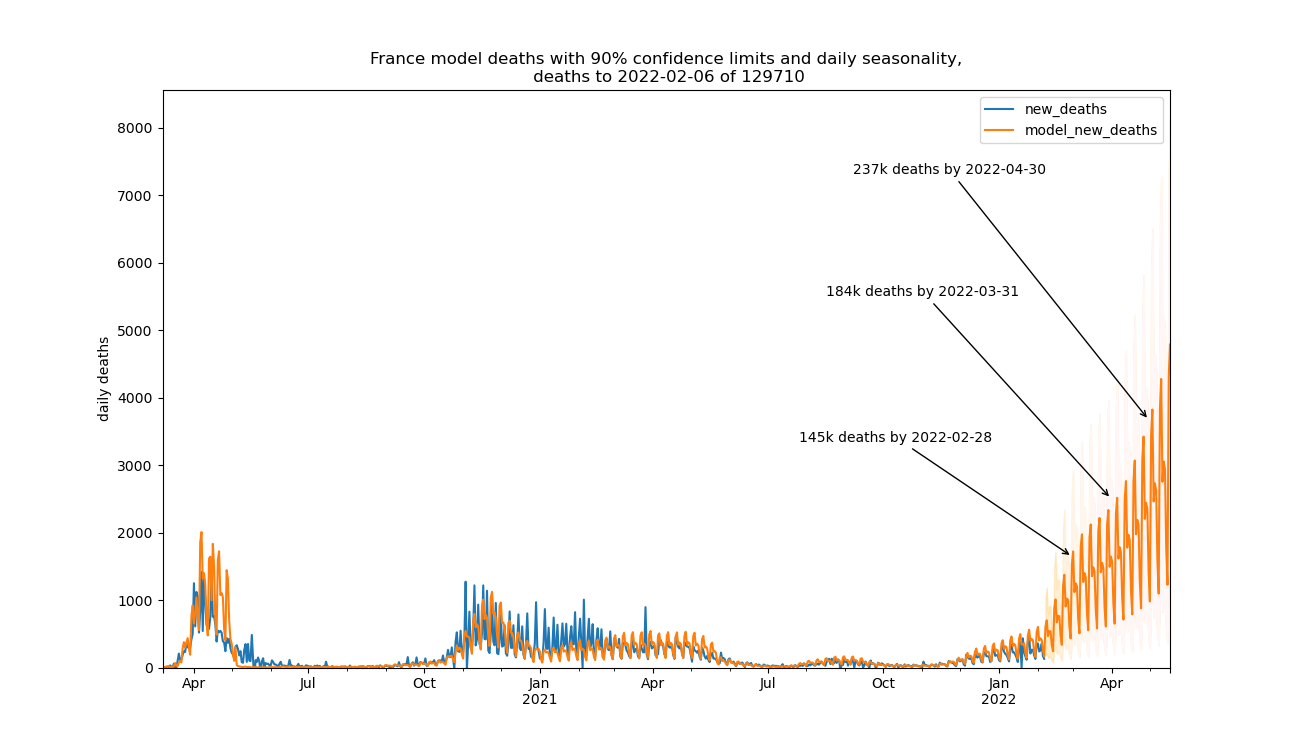 France model deaths with 90% confidence limits and daily seasonality,
deaths to 2022-02-06 of 129710
new_deaths
model_new_deaths
237k deaths by 2022-04-30
184k deaths by 2022-03-31
145k deaths by 2022-02-28
daily deaths
8000
7000
6000
5000
4000
3000
2000
1000
0
Apr Jul Oct Jan Apr Jul Oct Jan Apr
2021 2022